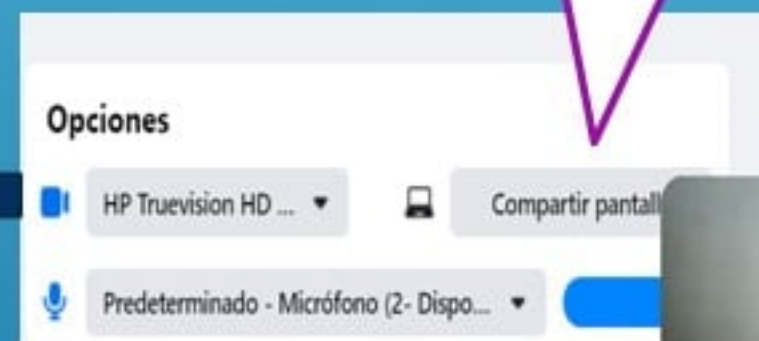 Opciones
HP Truevision HD ...
Compartir pantall
Predeterminado - Micrófono (2- Dispo...